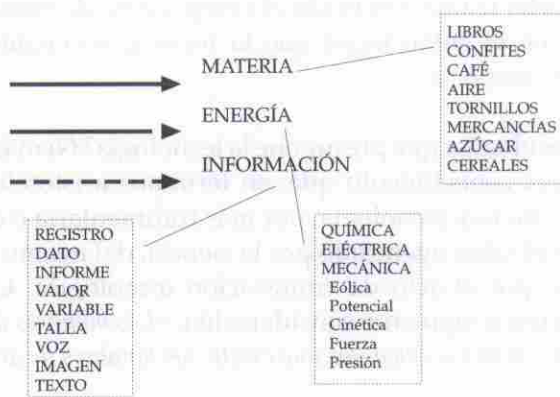 MATERIA
ENERGÍA
INFORMACIÓN
LIBROS
CONFITES
CAFÉ
AIRE
TORNILLOS
MERCANCÍAS
AZÚCAR
CEREALES
REGISTRO
DATO
INFORME
VALOR
VARIABLE
TALLA
VOZ
IMAGEN
TEXTO
QUÍMICA
ELÉCTRICA
MECÁNICA
Eólica
Potencial
Cinética
Fuerza
Presión